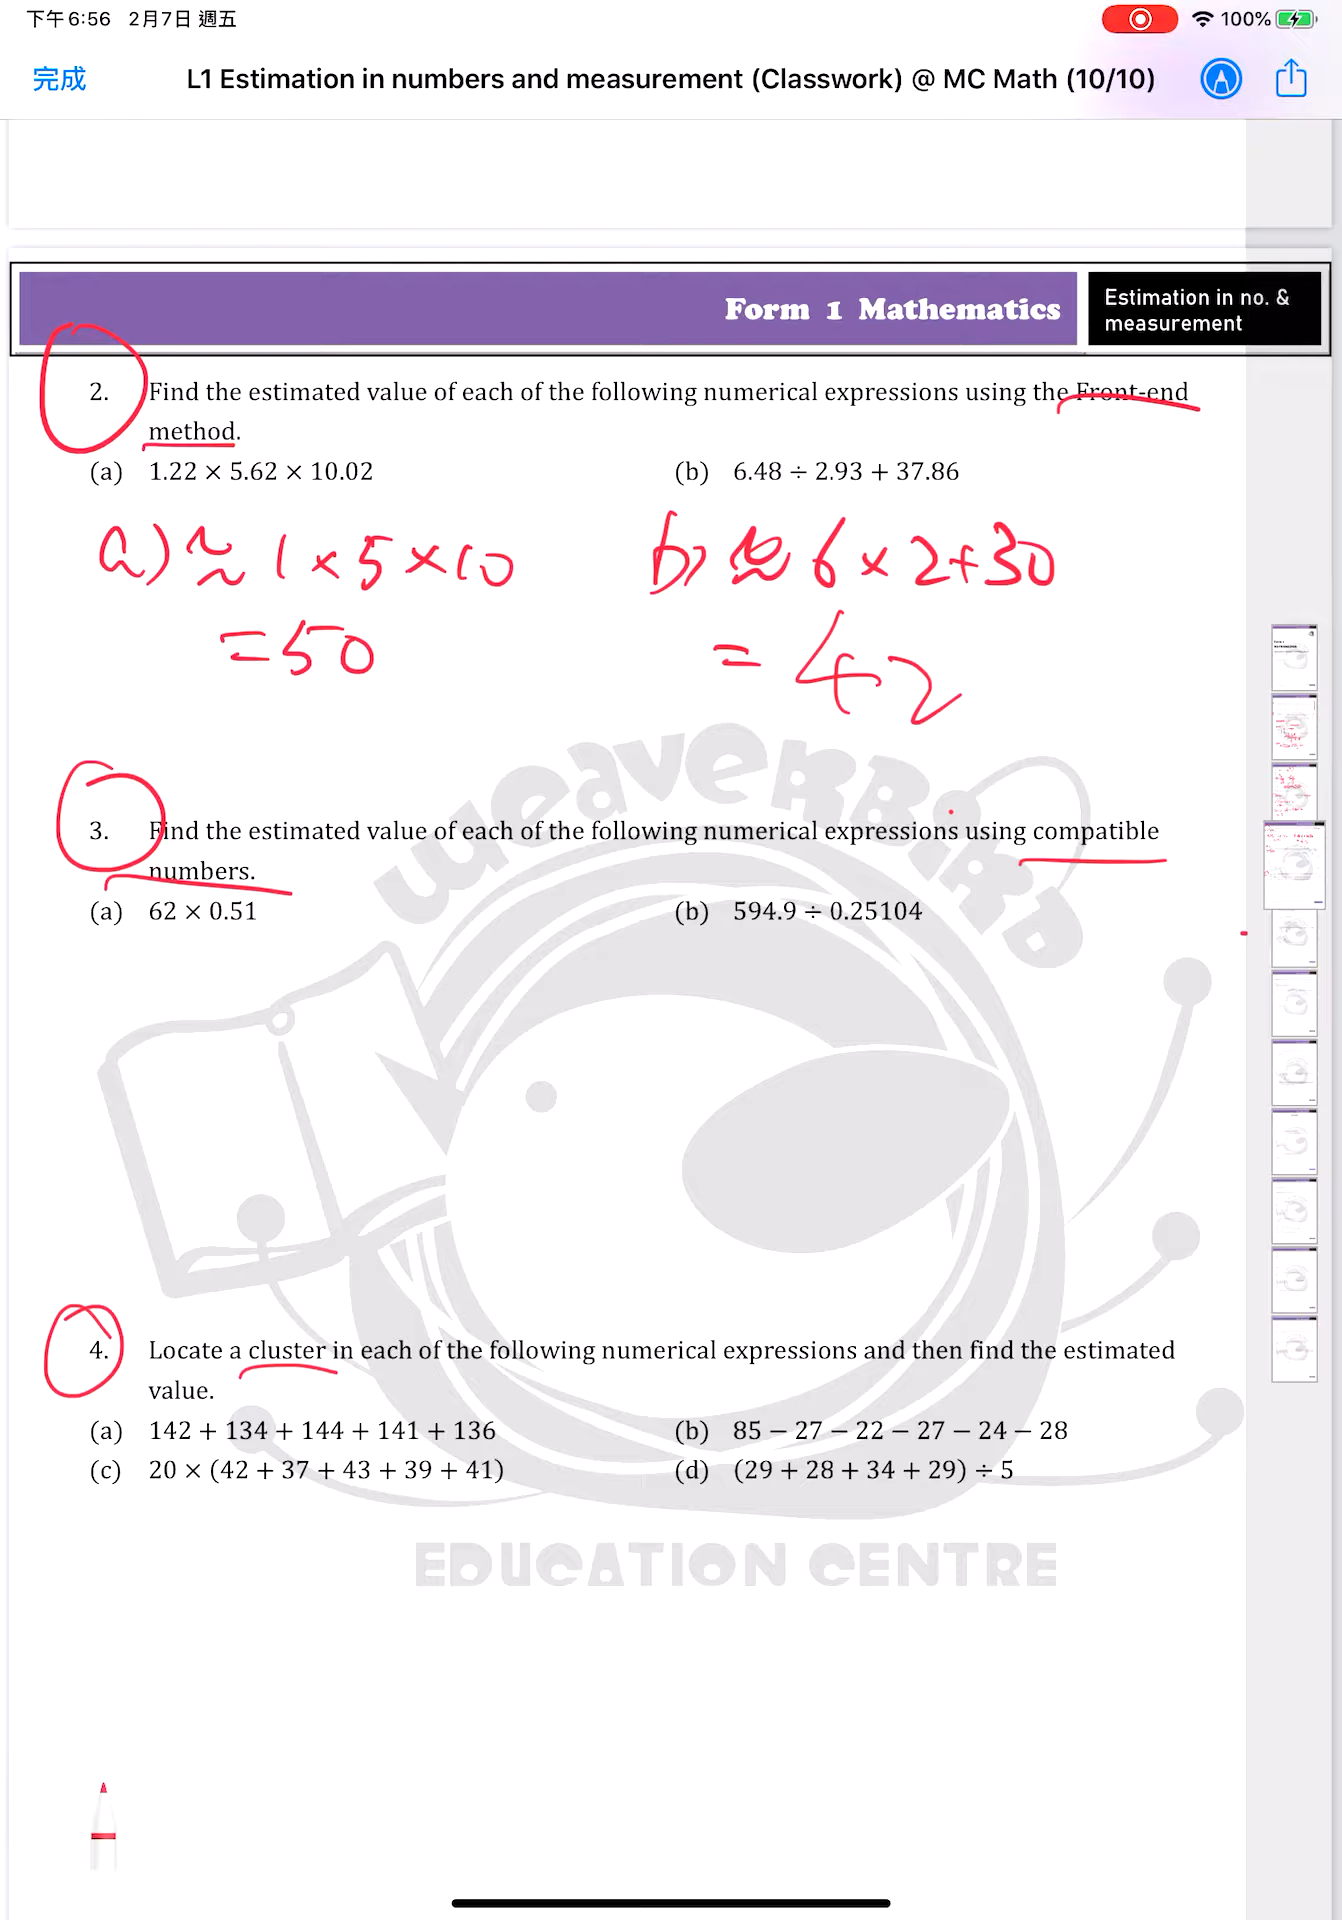 下午6:56 2月7日 週五
100%
完成
L1 Estimation in numbers and measurement (Classwork) @ MC Math (10/10)
Form 1 Mathematics
Estimation in no. &
measurement
2. Find the estimated value of each of the following numerical expressions using the Front-end
method.
(a) 1.22 × 5.62 × 10.02
(b) 6.48 ÷ 2.93 + 37.86
a) ≈ 1 × 5 × 10
= 50
b) ≈ 6 × 2 + 30
= 42
WEAVERBIRD
3. Find the estimated value of each of the following numerical expressions using compatible
numbers.
(a) 62 × 0.51
(b) 594.9 ÷ 0.25104
4. Locate a cluster in each of the following numerical expressions and then find the estimated
value.
(a) 142 + 134 + 144 + 141 + 136
(b) 85 − 27 − 22 − 27 − 24 − 28
(c) 20 × (42 + 37 + 43 + 39 + 41)
(d) (29 + 28 + 34 + 29) ÷ 5
EDUCATION CENTRE